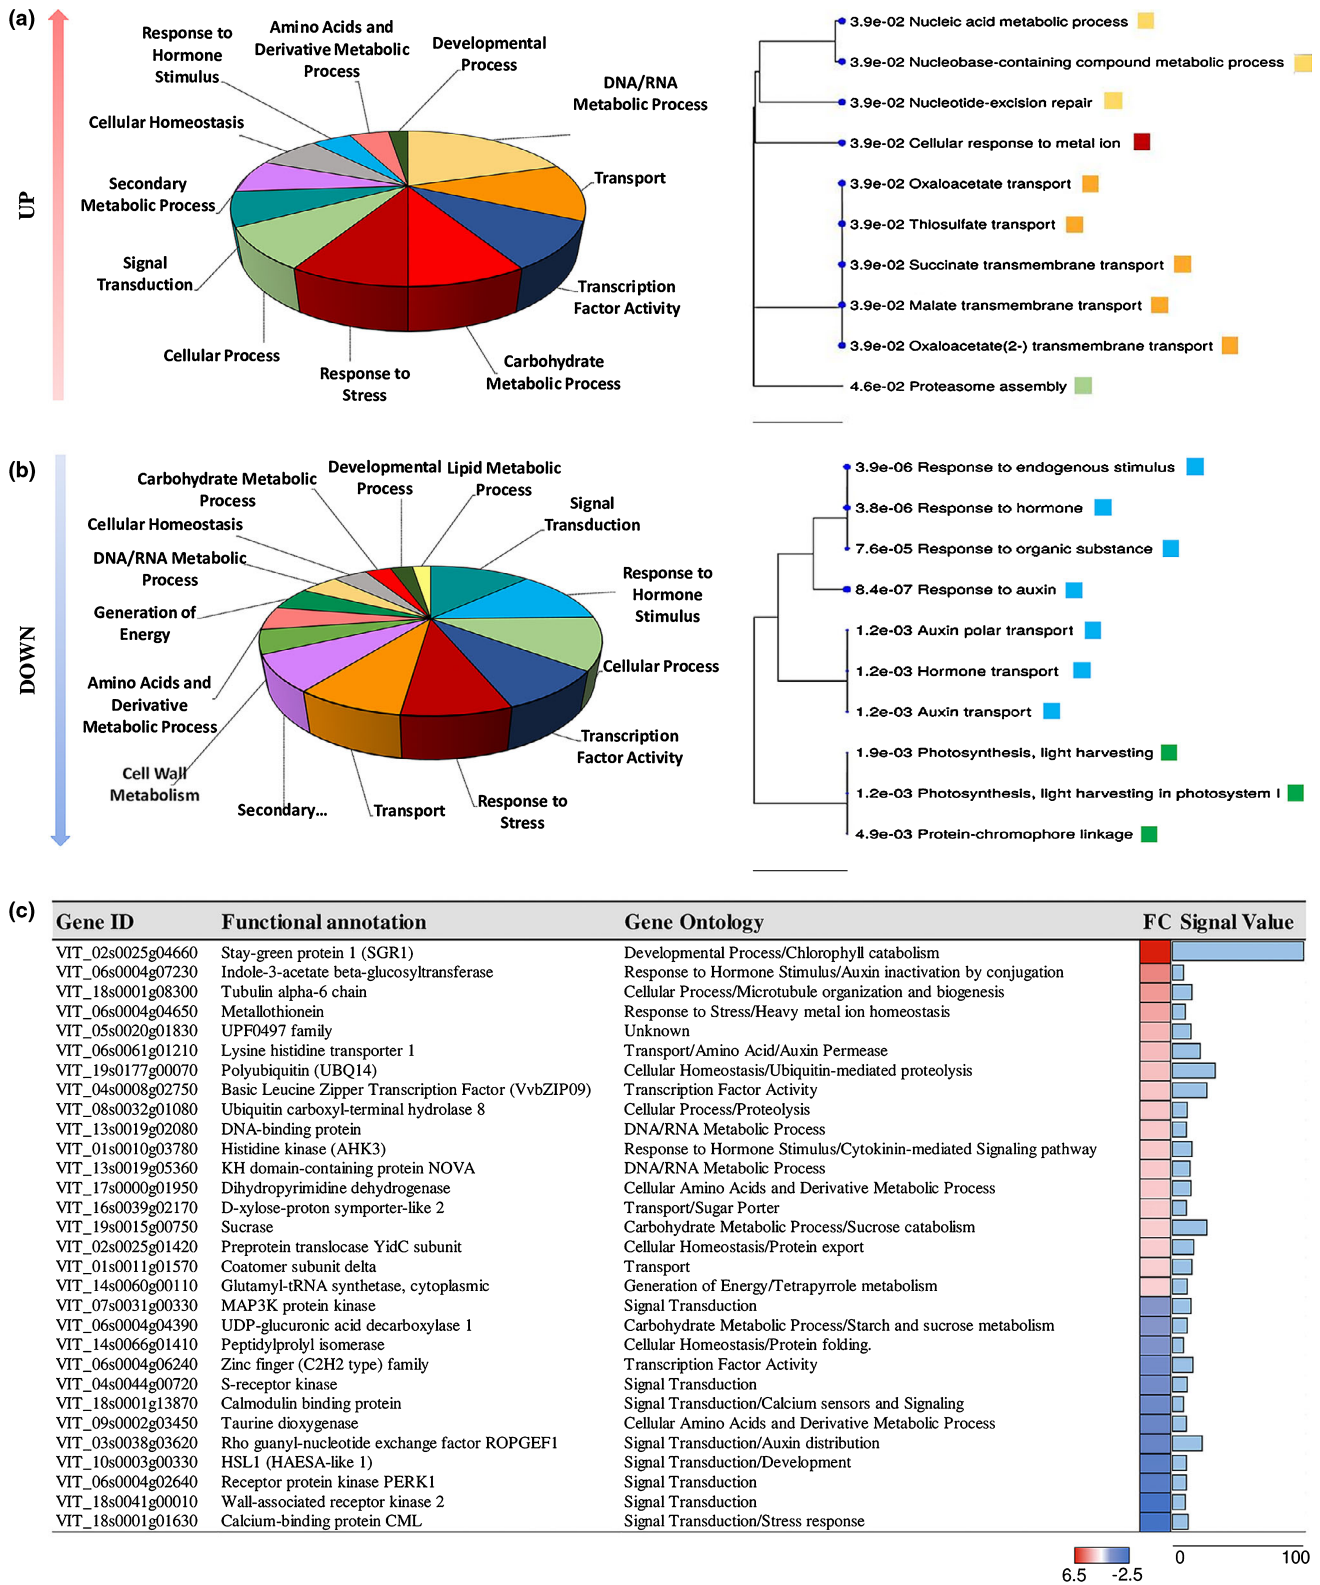 (a)
UP
Response to
Hormone
Stimulus
Amino Acids and
Derivative Metabolic
Process
Developmental
Process
DNA/RNA
Metabolic Process
Cellular Homeostasis
Transport
Secondary
Metabolic Process
Signal
Transduction
Transcription
Factor Activity
Cellular Process
Response to
Stress
Carbohydrate
Metabolic Process
3.9e-02 Nucleic acid metabolic process
3.9e-02 Nucleobase-containing compound metabolic process
3.9e-02 Nucleotide-excision repair
3.9e-02 Cellular response to metal ion
3.9e-02 Oxaloacetate transport
3.9e-02 Thiosulfate transport
3.9e-02 Succinate transmembrane transport
3.9e-02 Malate transmembrane transport
3.9e-02 Oxaloacetate(2-) transmembrane transport
4.6e-02 Proteasome assembly
(b)
DOWN
Carbohydrate Metabolic
Process
Developmental
Process
Lipid Metabolic
Process
Signal
Transduction
Cellular Homeostasis
DNA/RNA Metabolic
Process
Response to
Hormone
Stimulus
Generation of
Energy
Cellular Process
Amino Acids and
Derivative
Metabolic Process
Transcription
Factor Activity
Cell Wall
Metabolism
Secondary...
Transport
Response to
Stress
3.9e-06 Response to endogenous stimulus
3.8e-06 Response to hormone
7.6e-05 Response to organic substance
8.4e-07 Response to auxin
1.2e-03 Auxin polar transport
1.2e-03 Hormone transport
1.2e-03 Auxin transport
1.9e-03 Photosynthesis, light harvesting
1.2e-03 Photosynthesis, light harvesting in photosystem I
4.9e-03 Protein-chromophore linkage
(c)
Gene ID Functional annotation Gene Ontology FC Signal Value
VIT_02s0025g04660 Stay-green protein 1 (SGR1) Developmental Process/Chlorophyll catabolism
VIT_06s0004g07230 Indole-3-acetate beta-glucosyltransferase Response to Hormone Stimulus/Auxin inactivation by conjugation
VIT_18s0001g08300 Tubulin alpha-6 chain Cellular Process/Microtubule organization and biogenesis
VIT_06s0004g04650 Metallothionein Response to Stress/Heavy metal ion homeostasis
VIT_05s0020g01830 UPF0497 family Unknown
VIT_06s0061g01210 Lysine histidine transporter 1 Transport/Amino Acid/Auxin Permease
VIT_19s0177g00070 Polyubiquitin (UBQ14) Cellular Homeostasis/Ubiquitin-mediated proteolysis
VIT_04s0008g02750 Basic Leucine Zipper Transcription Factor (VvbZIP09) Transcription Factor Activity
VIT_08s0032g01080 Ubiquitin carboxyl-terminal hydrolase 8 Cellular Process/Proteolysis
VIT_13s0019g02080 DNA-binding protein DNA/RNA Metabolic Process
VIT_01s0010g03780 Histidine kinase (AHK3) Response to Hormone Stimulus/Cytokinin-mediated Signaling pathway
VIT_13s0019g05360 KH domain-containing protein NOVA DNA/RNA Metabolic Process
VIT_17s0000g01950 Dihydropyrimidine dehydrogenase Cellular Amino Acids and Derivative Metabolic Process
VIT_16s0039g02170 D-xylose-proton symporter-like 2 Transport/Sugar Porter
VIT_19s0015g00750 Sucrase Carbohydrate Metabolic Process/Sucrose catabolism
VIT_02s0025g01420 Preprotein translocase YidC subunit Cellular Homeostasis/Protein export
VIT_01s0011g01570 Coatomer subunit delta Transport
VIT_14s0060g00110 Glutamyl-tRNA synthetase, cytoplasmic Generation of Energy/Tetrapyrrole metabolism
VIT_07s0031g00330 MAP3K protein kinase Signal Transduction
VIT_06s0004g04390 UDP-glucuronic acid decarboxylase 1 Carbohydrate Metabolic Process/Starch and sucrose metabolism
VIT_14s0066g01410 Peptidylprolyl isomerase Cellular Homeostasis/Protein folding.
VIT_06s0004g06240 Zinc finger (C2H2 type) family Transcription Factor Activity
VIT_04s0044g00720 S-receptor kinase Signal Transduction
VIT_18s0001g13870 Calmodulin binding protein Signal Transduction/Calcium sensors and Signaling
VIT_09s0002g03450 Taurine dioxygenase Cellular Amino Acids and Derivative Metabolic Process
VIT_03s0038g03620 Rho guanyl-nucleotide exchange factor ROPGEF1 Signal Transduction/Auxin distribution
VIT_10s0003g00330 HSL1 (HAESA-like 1) Signal Transduction/Development
VIT_06s0004g02640 Receptor protein kinase PERK1 Signal Transduction
VIT_18s0041g00010 Wall-associated receptor kinase 2 Signal Transduction
VIT_18s0001g01630 Calcium-binding protein CML Signal Transduction/Stress response
6.5 -2.5
0 100